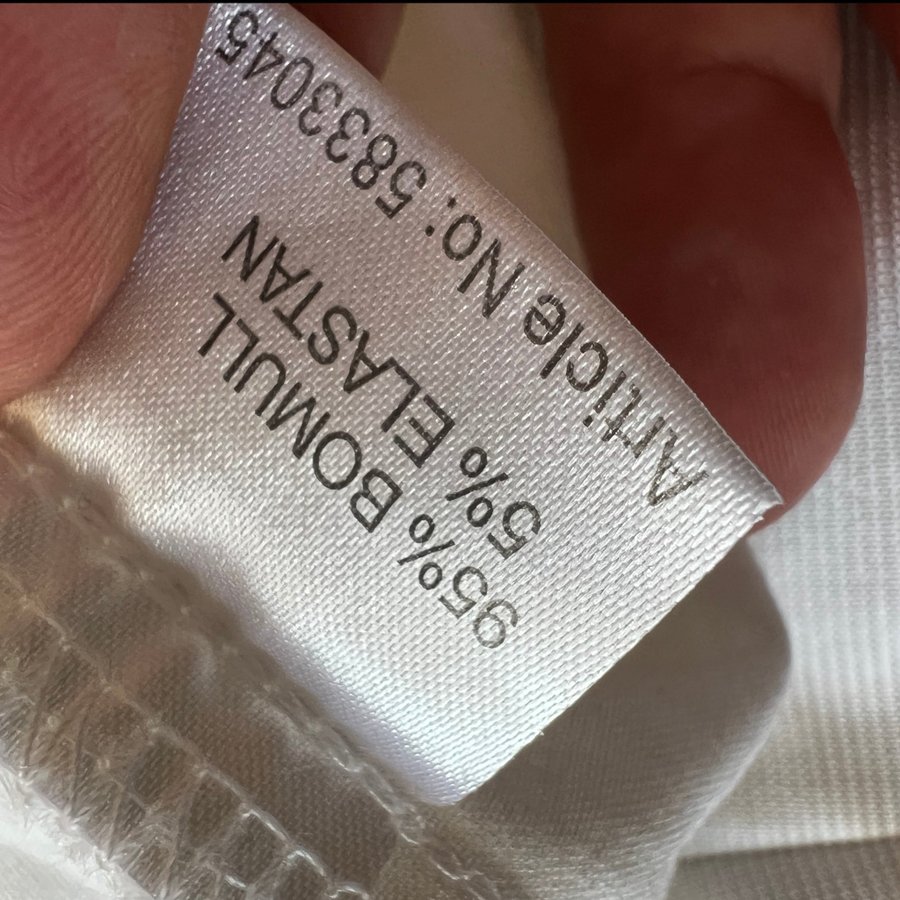 95% BOMULL
5% ELASTAN
Article No: 5833045